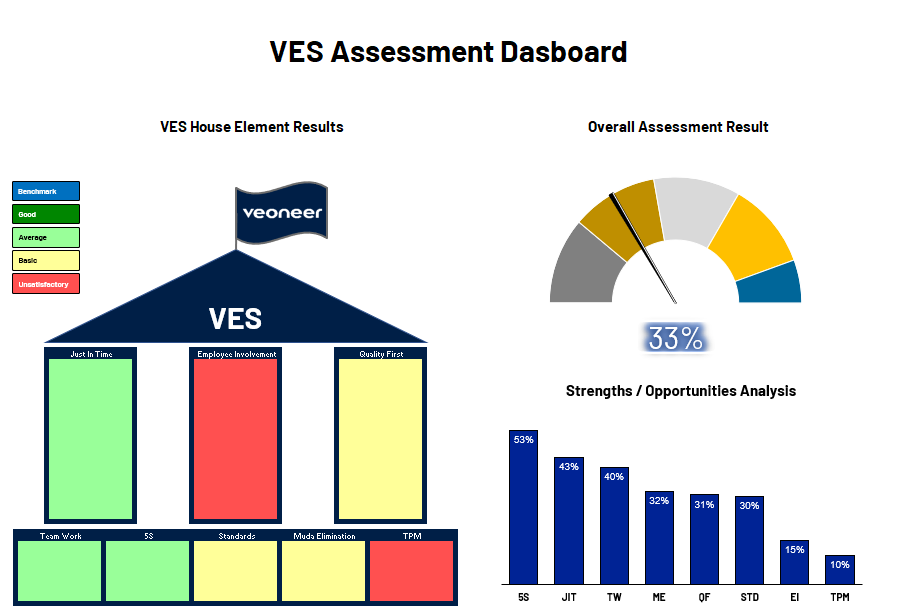 VES Assessment Dasboard
VES House Element Results
Overall Assessment Result
Benchmark
Good
Average
Basic
Unsatisfactory
veoneer
VES
Just In Time
Employee Involvement
Quality First
Team Work
5S
Standards
Muda Elimination
TPM
33%
Strengths / Opportunities Analysis
53%
43%
40%
32%
31%
30%
15%
10%
5S JIT TW ME QF STD EI TPM